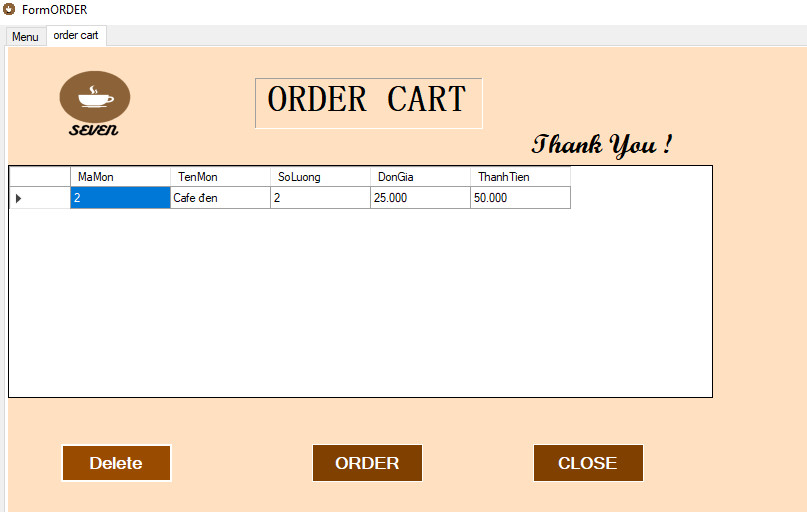 FormORDER
Menu order cart
SEVEN
ORDER CART
Thank You !
MaMon TenMon SoLuong DonGia ThanhTien
2 Cafe đen 2 25.000 50.000
Delete ORDER CLOSE